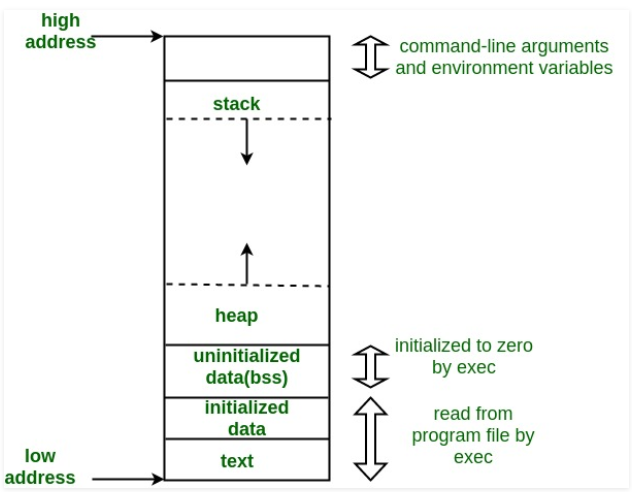 high
address
command-line arguments
and environment variables
stack
heap
uninitialized
data(bss)
initialized to zero
by exec
initialized
data
read from
program file by
exec
text
low
address